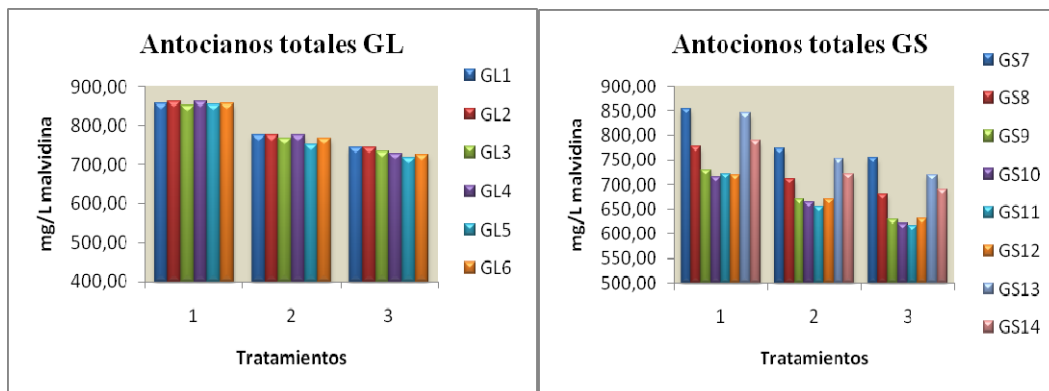 Antocianos totales GL
mg/L malvidina
900,00
800,00
700,00
600,00
500,00
400,00
1 2 3
Tratamientos
GL1
GL2
GL3
GL4
GL5
GL6
Antocionos totales GS
mg/L malvidina
900,00
850,00
800,00
750,00
700,00
650,00
600,00
550,00
500,00
1 2 3
Tratamientos
GS7
GS8
GS9
GS10
GS11
GS12
GS13
GS14